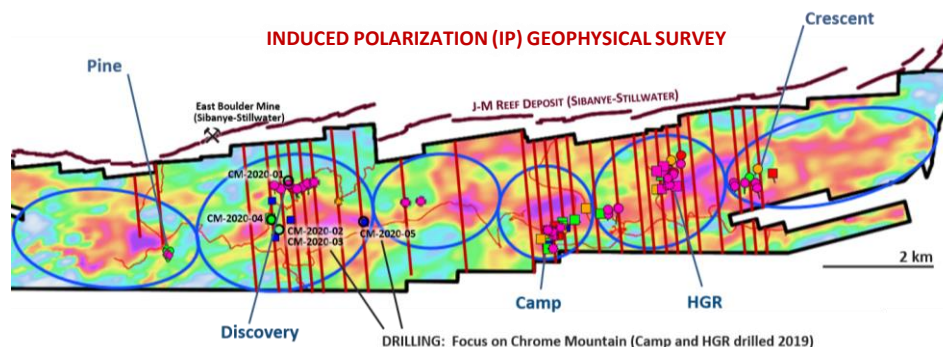 Crescent
INDUCED POLARIZATION (IP) GEOPHYSICAL SURVEY
Pine
East Boulder Mine
(Sibanye-Stillwater)
J-M REEF DEPOSIT (SIBANYE-STILLWATER)
CM-2020-01
CM-2020-04
CM-2020-02
CM-2020-03
CM-2020-05
2 km
Camp
HGR
Discovery
DRILLING: Focus on Chrome Mountain (Camp and HGR drilled 2019)